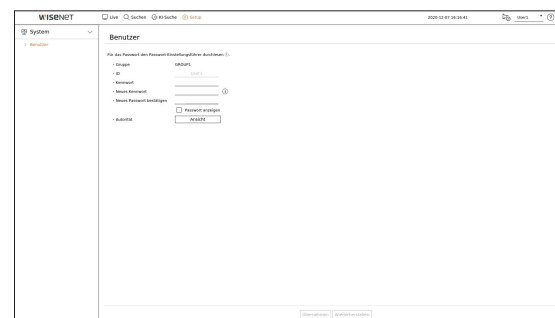 WISENET Live Suchen KI-Suche Setup 2020-12-07 16:16:41 User1
System
Benutzer
Benutzer
Für das Passwort den Passwort-Einstellungsführer durchlesen
Gruppe GROUP1
ID User1
Kennwort
Neues Kennwort
Neues Passwort bestätigen
Passwort anzeigen
Autorität Ansicht
Übernehmen Wiederherstellen